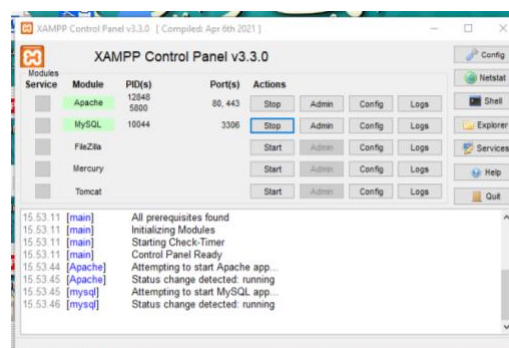 XAMPP Control Panel v3.3.0 [ Compiled: Apr 6th 2021 ]
XAMPP Control Panel v3.3.0
Config
Modules
Service Module PID(s) Port(s) Actions
Netstat
Apache 12848 5800 80, 443 Stop Admin Config Logs
Shell
MySQL 10044 3306 Stop Admin Config Logs
Explorer
FileZilla Start Admin Config Logs
Services
Mercury Start Admin Config Logs
Help
Tomcat Start Admin Config Logs
Quit
15.53.11 [main] All prerequisites found
15.53.11 [main] Initializing Modules
15.53.11 [main] Starting Check-Timer
15.53.11 [main] Control Panel Ready
15.53.44 [Apache] Attempting to start Apache app...
15.53.45 [Apache] Status change detected: running
15.53.45 [mysql] Attempting to start MySQL app...
15.53.46 [mysql] Status change detected: running